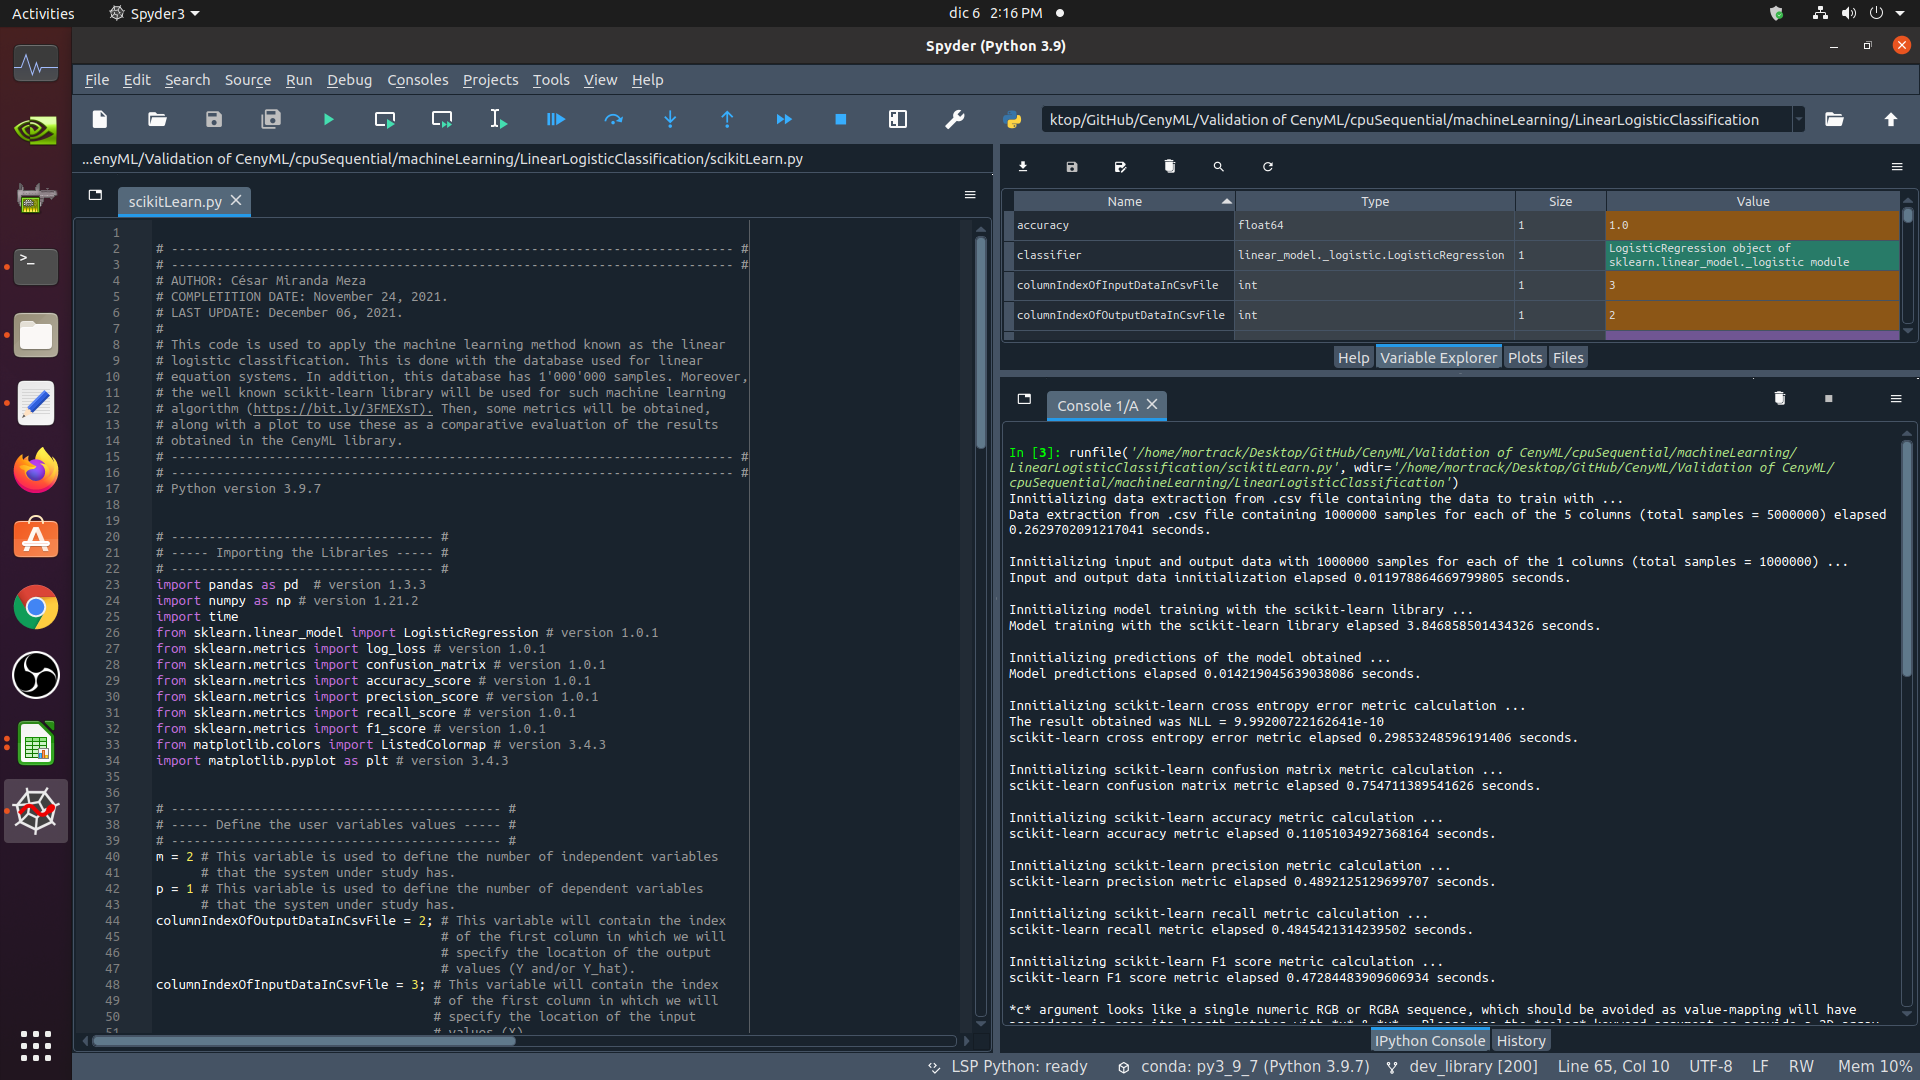 Activities
Spyder3
dic 6 2:16 PM
Spyder (Python 3.9)
File Edit Search Source Run Debug Consoles Projects Tools View Help
ktop/GitHub/CenyML/Validation of CenyML/cpuSequential/machineLearning/LinearLogisticClassification
...enyML/Validation of CenyML/cpuSequential/machineLearning/LinearLogisticClassification/scikitLearn.py
scikitLearn.py
1
2 # --------------------------------------------------------------------------- #
3 # --------------------------------------------------------------------------- #
4 # AUTHOR: César Miranda Meza
5 # COMPLETITION DATE: November 24, 2021.
6 # LAST UPDATE: December 06, 2021.
7 #
8 # This code is used to apply the machine learning method known as the linear
9 # logistic classification. This is done with the database used for linear
10 # equation systems. In addition, this database has 1'000'000 samples. Moreover,
11 # the well known scikit-learn library will be used for such machine learning
12 # algorithm (https://bit.ly/3FMEXsT). Then, some metrics will be obtained,
13 # along with a plot to use these as a comparative evaluation of the results
14 # obtained in the CenyML library.
15 # --------------------------------------------------------------------------- #
16 # --------------------------------------------------------------------------- #
17 # Python version 3.9.7
18
19
20 # ----------------------------------- #
21 # ----- Importing the Libraries ----- #
22 # ----------------------------------- #
23 import pandas as pd  # version 1.3.3
24 import numpy as np # version 1.21.2
25 import time
26 from sklearn.linear_model import LogisticRegression # version 1.0.1
27 from sklearn.metrics import log_loss # version 1.0.1
28 from sklearn.metrics import confusion_matrix # version 1.0.1
29 from sklearn.metrics import accuracy_score # version 1.0.1
30 from sklearn.metrics import precision_score # version 1.0.1
31 from sklearn.metrics import recall_score # version 1.0.1
32 from sklearn.metrics import f1_score # version 1.0.1
33 from matplotlib.colors import ListedColormap # version 3.4.3
34 import matplotlib.pyplot as plt # version 3.4.3
35
36
37 # -------------------------------------------- #
38 # ----- Define the user variables values ----- #
39 # -------------------------------------------- #
40 m = 2 # This variable is used to define the number of independent variables
41 # that the system under study has.
42 p = 1 # This variable is used to define the number of dependent variables
43 # that the system under study has.
44 columnIndexOfOutputDataInCsvFile = 2; # This variable will contain the index
45 # of the first column in which we will
46 # specify the location of the output
47 # values (Y and/or Y_hat).
48 columnIndexOfInputDataInCsvFile = 3; # This variable will contain the index
49 # of the first column in which we will
50 # specify the location of the input
51 # values (X)
Name Type Size Value
accuracy float64 1 1.0
classifier linear_model._logistic.LogisticRegression 1 LogisticRegression object of
sklearn.linear_model._logistic module
columnIndexOfInputDataInCsvFile int 1 3
columnIndexOfOutputDataInCsvFile int 1 2
Help Variable Explorer Plots Files
Console 1/A
In [3]: runfile('/home/mortrack/Desktop/GitHub/CenyML/Validation of CenyML/cpuSequential/machineLearning/
LinearLogisticClassification/scikitLearn.py', wdir='/home/mortrack/Desktop/GitHub/CenyML/Validation of CenyML/
cpuSequential/machineLearning/LinearLogisticClassification')
Innitializing data extraction from .csv file containing the data to train with ...
Data extraction from .csv file containing 1000000 samples for each of the 5 columns (total samples = 5000000) elapsed
0.2629702091217041 seconds.
Innitializing input and output data with 1000000 samples for each of the 1 columns (total samples = 1000000) ...
Input and output data innitialization elapsed 0.011978864669799805 seconds.
Innitializing model training with the scikit-learn library ...
Model training with the scikit-learn library elapsed 3.846858501434326 seconds.
Innitializing predictions of the model obtained ...
Model predictions elapsed 0.014219045639038086 seconds.
Innitializing scikit-learn cross entropy error metric calculation ...
The result obtained was NLL = 9.99200722162641e-10
scikit-learn cross entropy error metric elapsed 0.29853248596191406 seconds.
Innitializing scikit-learn confusion matrix metric calculation ...
scikit-learn confusion matrix metric elapsed 0.754711389541626 seconds.
Innitializing scikit-learn accuracy metric calculation ...
scikit-learn accuracy metric elapsed 0.11051034927368164 seconds.
Innitializing scikit-learn precision metric calculation ...
scikit-learn precision metric elapsed 0.4892125129699707 seconds.
Innitializing scikit-learn recall metric calculation ...
scikit-learn recall metric elapsed 0.4845421314239502 seconds.
Innitializing scikit-learn F1 score metric calculation ...
scikit-learn F1 score metric elapsed 0.47284483909606934 seconds.
*c* argument looks like a single numeric RGB or RGBA sequence, which should be avoided as value-mapping will have
IPython Console History
LSP Python: ready conda: py3_9_7 (Python 3.9.7) dev_library [200] Line 65, Col 10 UTF-8 LF RW Mem 10%